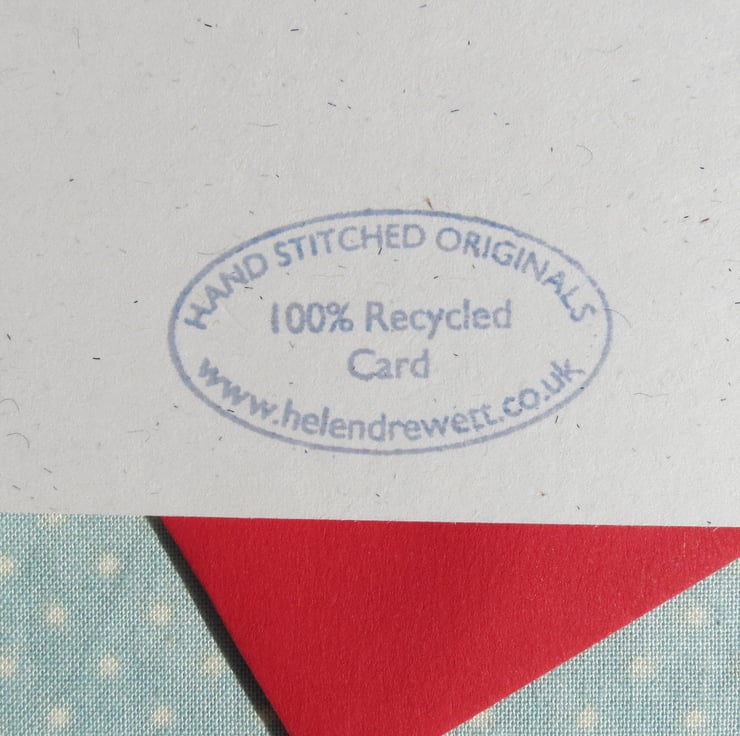 HAND STITCHED ORIGINALS
100% Recycled
Card
www.helendrewett.co.uk